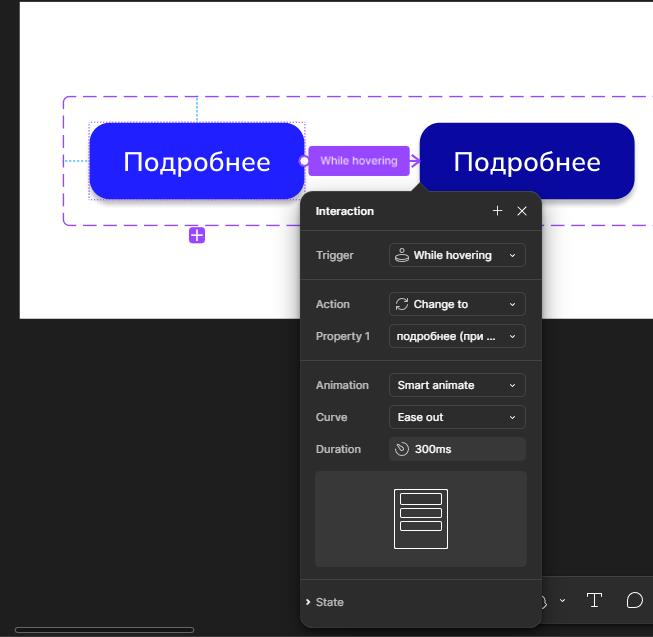 Подробнее
While hovering
Подробнее
Interaction
Trigger
While hovering
Action
Change to
Property 1
подробнее (при ...
Animation
Smart animate
Curve
Ease out
Duration
300ms
State